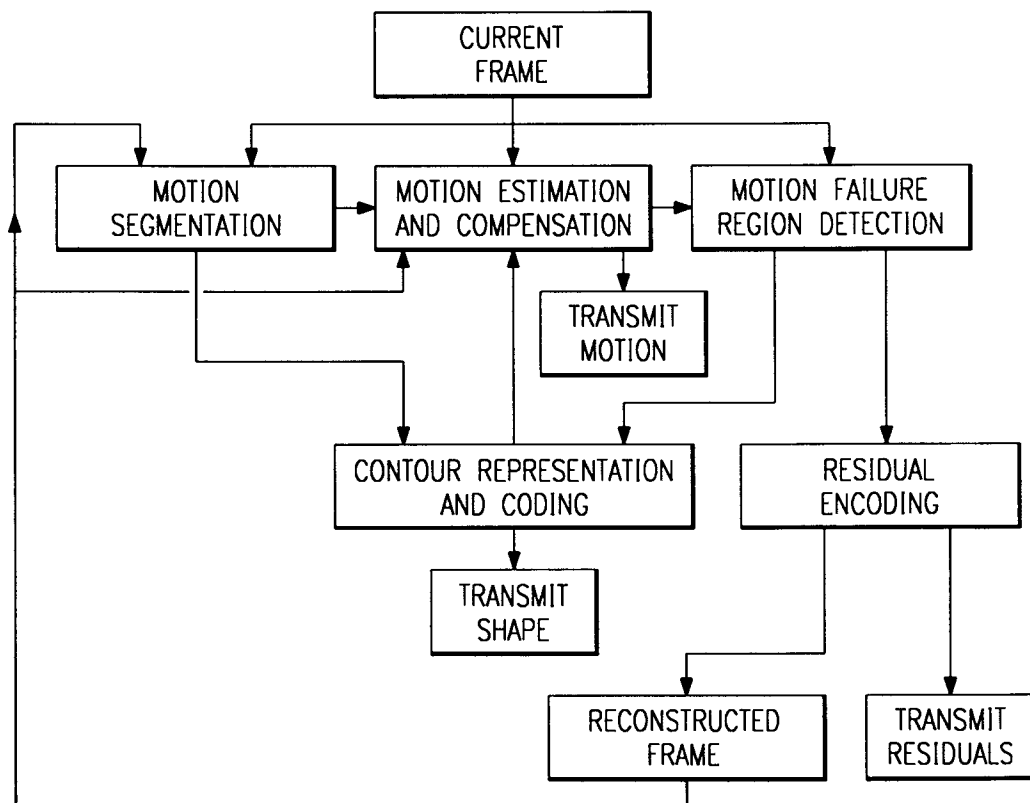 CURRENT
FRAME
MOTION
SEGMENTATION
MOTION ESTIMATION
AND COMPENSATION
MOTION FAILURE
REGION DETECTION
TRANSMIT
MOTION
CONTOUR REPRESENTATION
AND CODING
RESIDUAL
ENCODING
TRANSMIT
SHAPE
RECONSTRUCTED
FRAME
TRANSMIT
RESIDUALS